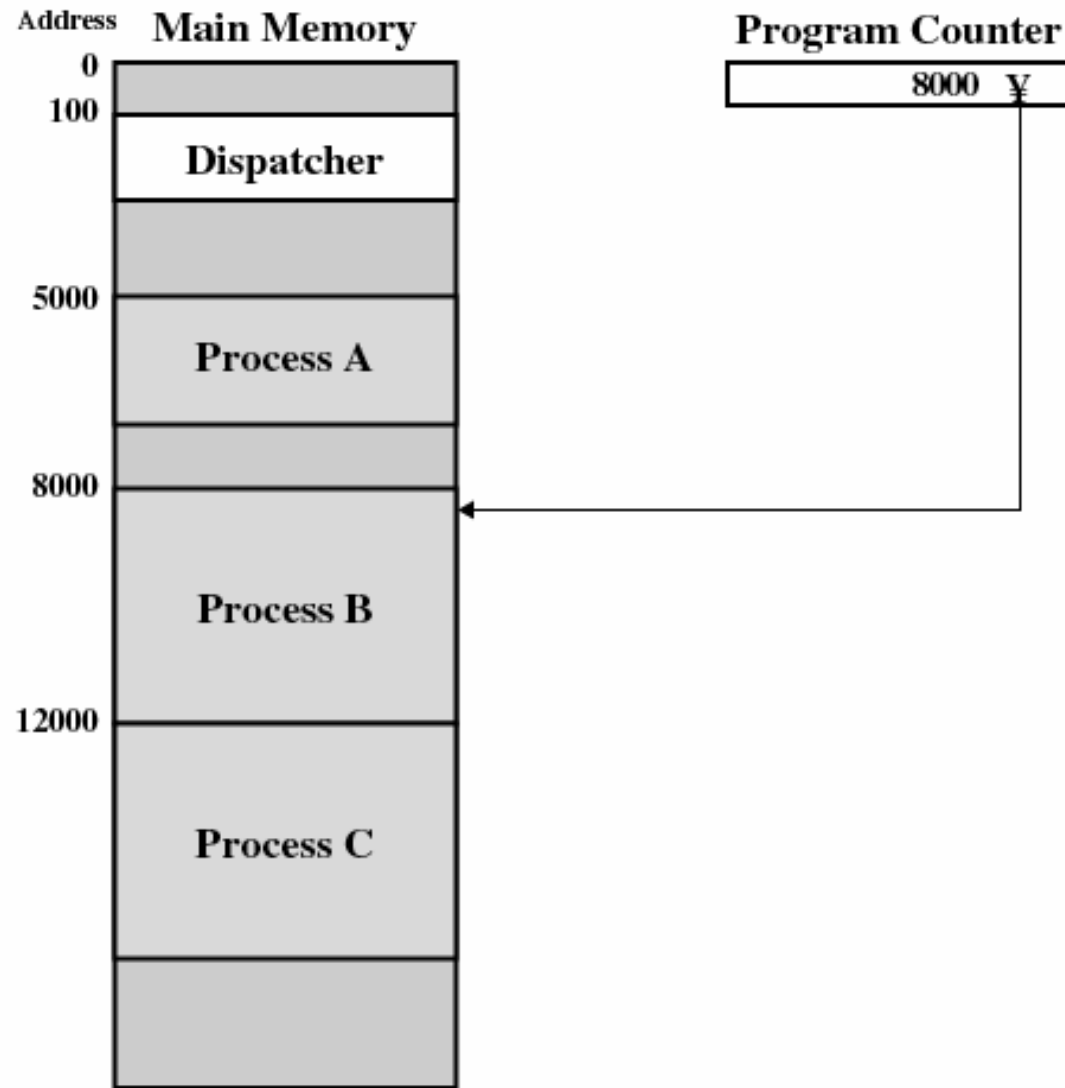 Address
Main Memory
Program Counter
0
8000 ¥
100
Dispatcher
5000
Process A
8000
Process B
12000
Process C